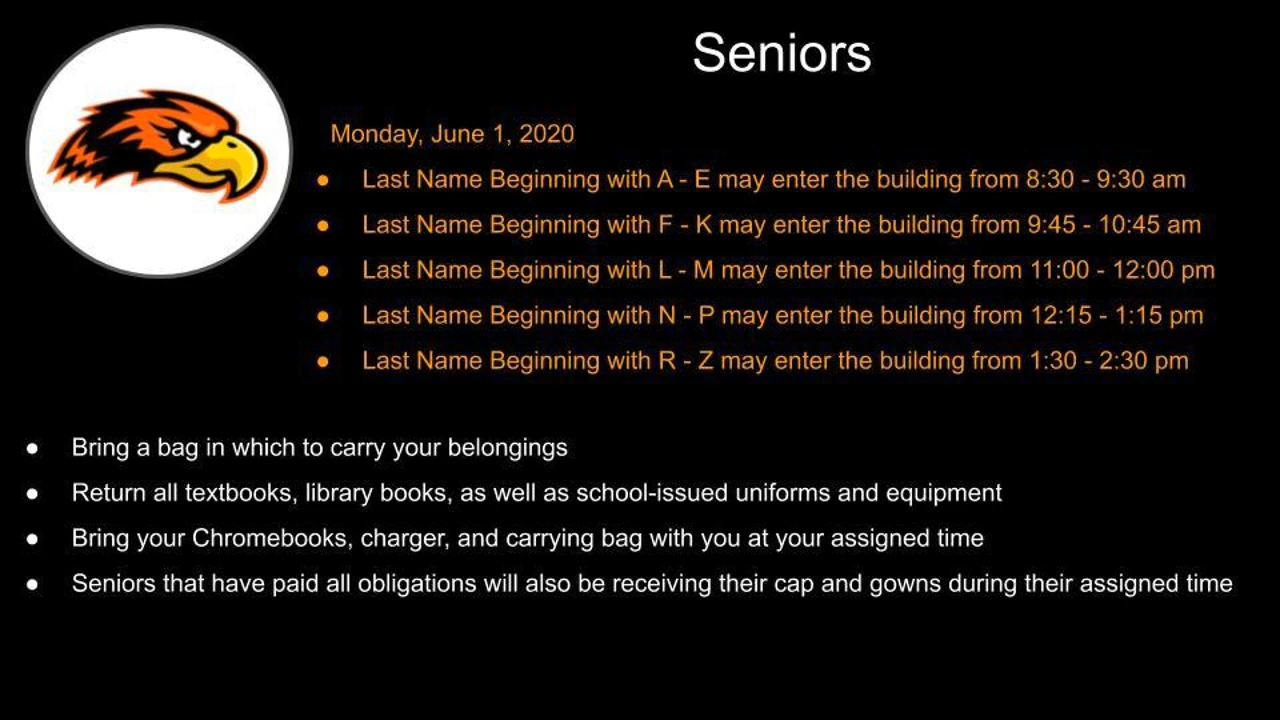 Seniors
Monday, June 1, 2020
● Last Name Beginning with A - E may enter the building from 8:30 - 9:30 am
● Last Name Beginning with F - K may enter the building from 9:45 - 10:45 am
● Last Name Beginning with L - M may enter the building from 11:00 - 12:00 pm
● Last Name Beginning with N - P may enter the building from 12:15 - 1:15 pm
● Last Name Beginning with R - Z may enter the building from 1:30 - 2:30 pm
● Bring a bag in which to carry your belongings
● Return all textbooks, library books, as well as school-issued uniforms and equipment
● Bring your Chromebooks, charger, and carrying bag with you at your assigned time
● Seniors that have paid all obligations will also be receiving their cap and gowns during their assigned time